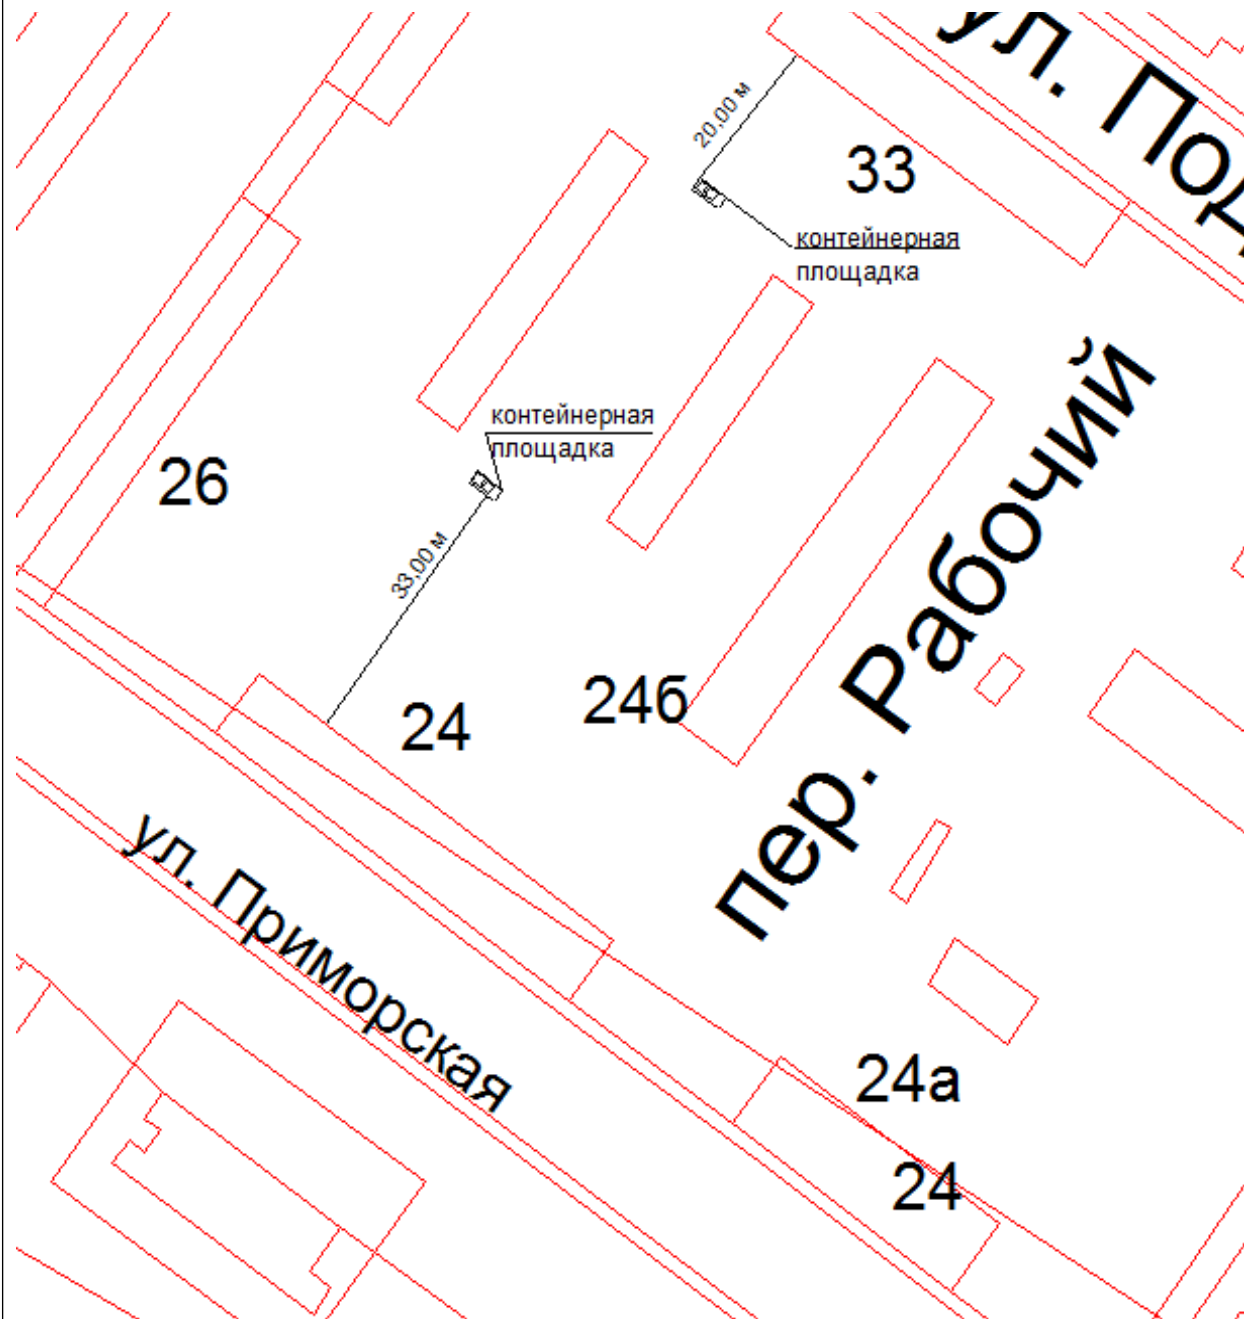 ул. Под
20,00 м
33
контейнерная
площадка
пер. Рабочий
контейнерная
площадка
26
33,00 м
24б
24
ул. Приморская
24а
24